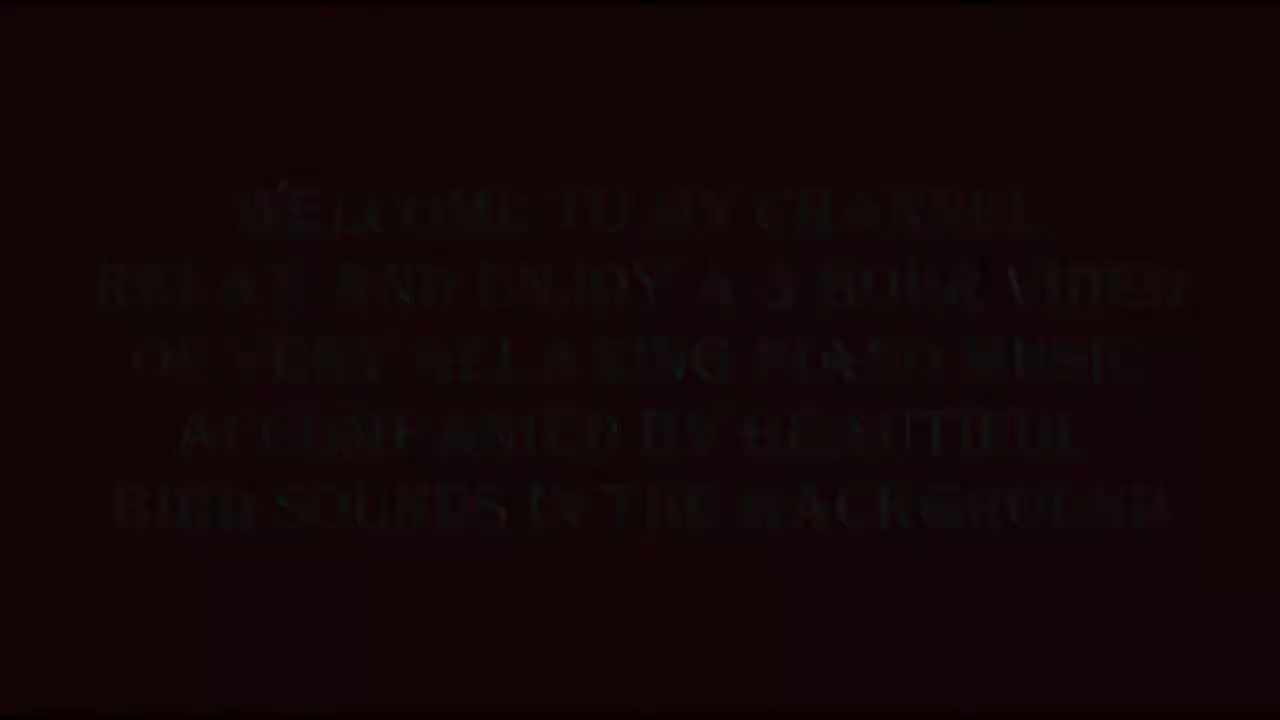 WELCOME TO MY CHANNEL
RELAX AND ENJOY A 3 HOUR VIDEO
OF VERY RELAXING PIANO MUSIC
ACCOMPANIED BY BEAUTIFUL
BIRD SOUNDS IN THE BACKGROUND